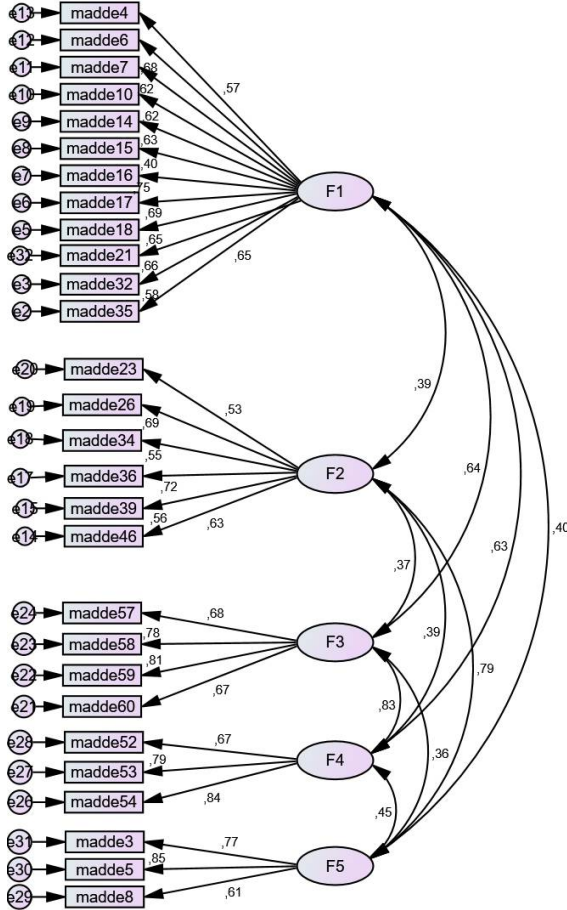 e13 madde4
e12 madde6
e11 madde7
,68
e10 madde10
,62
,57
e9 madde14
,62
e8 madde15
,63
e7 madde16
,40
F1
,75
e6 madde17
e5 madde18
,69
e32 madde21
,65
,65
e3 madde32
,66
e2 madde35
,58
e20 madde23
,39
e19 madde26
,53
e18 madde34
,69
,55
,64
e17 madde36
F2
,72
e15 madde39
,56
,63
e14 madde46
,40
,63
,37
e24 madde57
,68
,39
e23 madde58
,78
F3
e22 madde59
,81
,79
e21 madde60
,67
,83
e28 madde52
,67
,36
e27 madde53
,79
F4
e26 madde54
,84
,45
e31 madde3
,77
e30 madde5
,85
F5
e29 madde8
,61